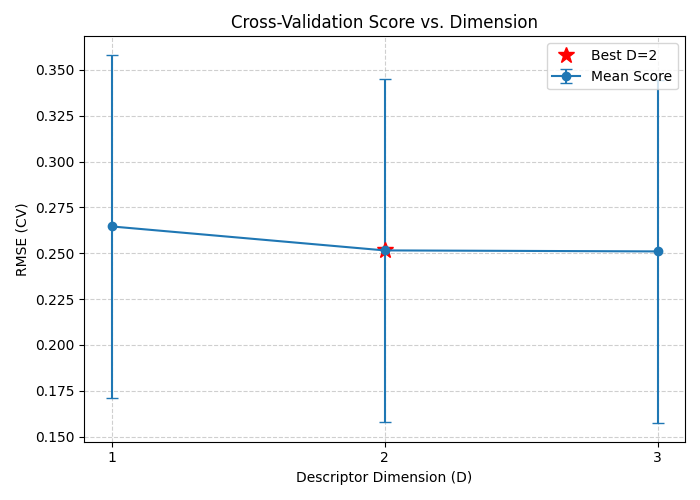 Cross-Validation Score vs. Dimension
Best D=2
Mean Score
RMSE (CV)
0.350
0.325
0.300
0.275
0.250
0.225
0.200
0.175
0.150
1
2
3
Descriptor Dimension (D)